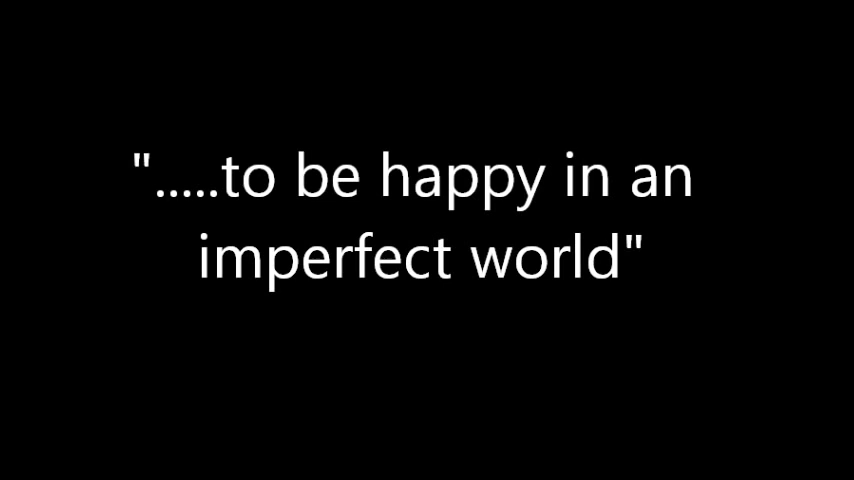 ".....to be happy in an
imperfect world"